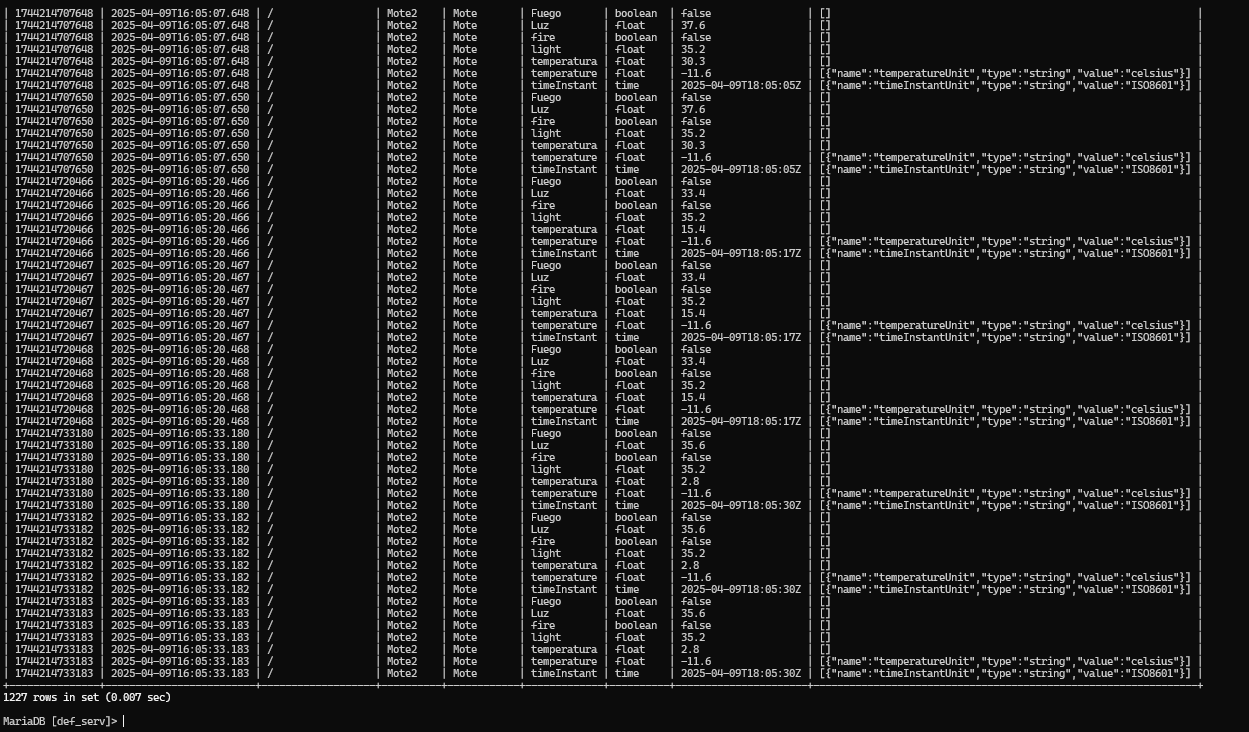 | 1744214707648 | 2025-04-09T16:05:07.648 | / | Mote2 | Mote | Fuego | boolean | false | [] |
| 1744214707648 | 2025-04-09T16:05:07.648 | / | Mote2 | Mote | Luz | float | 37.6 | [] |
| 1744214707648 | 2025-04-09T16:05:07.648 | / | Mote2 | Mote | fire | boolean | false | [] |
| 1744214707648 | 2025-04-09T16:05:07.648 | / | Mote2 | Mote | light | float | 35.2 | [] |
| 1744214707648 | 2025-04-09T16:05:07.648 | / | Mote2 | Mote | temperatura | float | 30.3 | [] |
| 1744214707648 | 2025-04-09T16:05:07.648 | / | Mote2 | Mote | temperature | float | -11.6 | [{"name":"temperatureUnit","type":"string","value":"celsius"}] |
| 1744214707648 | 2025-04-09T16:05:07.648 | / | Mote2 | Mote | timeInstant | time | 2025-04-09T18:05:05Z | [{"name":"timeInstantUnit","type":"string","value":"ISO8601"}] |
| 1744214707650 | 2025-04-09T16:05:07.650 | / | Mote2 | Mote | Fuego | boolean | false | [] |
| 1744214707650 | 2025-04-09T16:05:07.650 | / | Mote2 | Mote | Luz | float | 37.6 | [] |
| 1744214707650 | 2025-04-09T16:05:07.650 | / | Mote2 | Mote | fire | boolean | false | [] |
| 1744214707650 | 2025-04-09T16:05:07.650 | / | Mote2 | Mote | light | float | 35.2 | [] |
| 1744214707650 | 2025-04-09T16:05:07.650 | / | Mote2 | Mote | temperatura | float | 30.3 | [] |
| 1744214707650 | 2025-04-09T16:05:07.650 | / | Mote2 | Mote | temperature | float | -11.6 | [{"name":"temperatureUnit","type":"string","value":"celsius"}] |
| 1744214707650 | 2025-04-09T16:05:07.650 | / | Mote2 | Mote | timeInstant | time | 2025-04-09T18:05:05Z | [{"name":"timeInstantUnit","type":"string","value":"ISO8601"}] |
| 1744214720466 | 2025-04-09T16:05:20.466 | / | Mote2 | Mote | Fuego | boolean | false | [] |
| 1744214720466 | 2025-04-09T16:05:20.466 | / | Mote2 | Mote | Luz | float | 33.4 | [] |
| 1744214720466 | 2025-04-09T16:05:20.466 | / | Mote2 | Mote | fire | boolean | false | [] |
| 1744214720466 | 2025-04-09T16:05:20.466 | / | Mote2 | Mote | light | float | 35.2 | [] |
| 1744214720466 | 2025-04-09T16:05:20.466 | / | Mote2 | Mote | temperatura | float | 15.4 | [] |
| 1744214720466 | 2025-04-09T16:05:20.466 | / | Mote2 | Mote | temperature | float | -11.6 | [{"name":"temperatureUnit","type":"string","value":"celsius"}] |
| 1744214720466 | 2025-04-09T16:05:20.466 | / | Mote2 | Mote | timeInstant | time | 2025-04-09T18:05:17Z | [{"name":"timeInstantUnit","type":"string","value":"ISO8601"}] |
| 1744214720467 | 2025-04-09T16:05:20.467 | / | Mote2 | Mote | Fuego | boolean | false | [] |
| 1744214720467 | 2025-04-09T16:05:20.467 | / | Mote2 | Mote | Luz | float | 33.4 | [] |
| 1744214720467 | 2025-04-09T16:05:20.467 | / | Mote2 | Mote | fire | boolean | false | [] |
| 1744214720467 | 2025-04-09T16:05:20.467 | / | Mote2 | Mote | light | float | 35.2 | [] |
| 1744214720467 | 2025-04-09T16:05:20.467 | / | Mote2 | Mote | temperatura | float | 15.4 | [] |
| 1744214720467 | 2025-04-09T16:05:20.467 | / | Mote2 | Mote | temperature | float | -11.6 | [{"name":"temperatureUnit","type":"string","value":"celsius"}] |
| 1744214720467 | 2025-04-09T16:05:20.467 | / | Mote2 | Mote | timeInstant | time | 2025-04-09T18:05:17Z | [{"name":"timeInstantUnit","type":"string","value":"ISO8601"}] |
| 1744214720468 | 2025-04-09T16:05:20.468 | / | Mote2 | Mote | Fuego | boolean | false | [] |
| 1744214720468 | 2025-04-09T16:05:20.468 | / | Mote2 | Mote | Luz | float | 33.4 | [] |
| 1744214720468 | 2025-04-09T16:05:20.468 | / | Mote2 | Mote | fire | boolean | false | [] |
| 1744214720468 | 2025-04-09T16:05:20.468 | / | Mote2 | Mote | light | float | 35.2 | [] |
| 1744214720468 | 2025-04-09T16:05:20.468 | / | Mote2 | Mote | temperatura | float | 15.4 | [] |
| 1744214720468 | 2025-04-09T16:05:20.468 | / | Mote2 | Mote | temperature | float | -11.6 | [{"name":"temperatureUnit","type":"string","value":"celsius"}] |
| 1744214720468 | 2025-04-09T16:05:20.468 | / | Mote2 | Mote | timeInstant | time | 2025-04-09T18:05:17Z | [{"name":"timeInstantUnit","type":"string","value":"ISO8601"}] |
| 1744214733180 | 2025-04-09T16:05:33.180 | / | Mote2 | Mote | Fuego | boolean | false | [] |
| 1744214733180 | 2025-04-09T16:05:33.180 | / | Mote2 | Mote | Luz | float | 35.6 | [] |
| 1744214733180 | 2025-04-09T16:05:33.180 | / | Mote2 | Mote | fire | boolean | false | [] |
| 1744214733180 | 2025-04-09T16:05:33.180 | / | Mote2 | Mote | light | float | 35.2 | [] |
| 1744214733180 | 2025-04-09T16:05:33.180 | / | Mote2 | Mote | temperatura | float | 2.8 | [] |
| 1744214733180 | 2025-04-09T16:05:33.180 | / | Mote2 | Mote | temperature | float | -11.6 | [{"name":"temperatureUnit","type":"string","value":"celsius"}] |
| 1744214733180 | 2025-04-09T16:05:33.180 | / | Mote2 | Mote | timeInstant | time | 2025-04-09T18:05:30Z | [{"name":"timeInstantUnit","type":"string","value":"ISO8601"}] |
| 1744214733182 | 2025-04-09T16:05:33.182 | / | Mote2 | Mote | Fuego | boolean | false | [] |
| 1744214733182 | 2025-04-09T16:05:33.182 | / | Mote2 | Mote | Luz | float | 35.6 | [] |
| 1744214733182 | 2025-04-09T16:05:33.182 | / | Mote2 | Mote | fire | boolean | false | [] |
| 1744214733182 | 2025-04-09T16:05:33.182 | / | Mote2 | Mote | light | float | 35.2 | [] |
| 1744214733182 | 2025-04-09T16:05:33.182 | / | Mote2 | Mote | temperatura | float | 2.8 | [] |
| 1744214733182 | 2025-04-09T16:05:33.182 | / | Mote2 | Mote | temperature | float | -11.6 | [{"name":"temperatureUnit","type":"string","value":"celsius"}] |
| 1744214733182 | 2025-04-09T16:05:33.182 | / | Mote2 | Mote | timeInstant | time | 2025-04-09T18:05:30Z | [{"name":"timeInstantUnit","type":"string","value":"ISO8601"}] |
| 1744214733183 | 2025-04-09T16:05:33.183 | / | Mote2 | Mote | Fuego | boolean | false | [] |
| 1744214733183 | 2025-04-09T16:05:33.183 | / | Mote2 | Mote | Luz | float | 35.6 | [] |
| 1744214733183 | 2025-04-09T16:05:33.183 | / | Mote2 | Mote | fire | boolean | false | [] |
| 1744214733183 | 2025-04-09T16:05:33.183 | / | Mote2 | Mote | light | float | 35.2 | [] |
| 1744214733183 | 2025-04-09T16:05:33.183 | / | Mote2 | Mote | temperatura | float | 2.8 | [] |
| 1744214733183 | 2025-04-09T16:05:33.183 | / | Mote2 | Mote | temperature | float | -11.6 | [{"name":"temperatureUnit","type":"string","value":"celsius"}] |
| 1744214733183 | 2025-04-09T16:05:33.183 | / | Mote2 | Mote | timeInstant | time | 2025-04-09T18:05:30Z | [{"name":"timeInstantUnit","type":"string","value":"ISO8601"}] |
1227 rows in set (0.007 sec)
MariaDB [def_serv]>